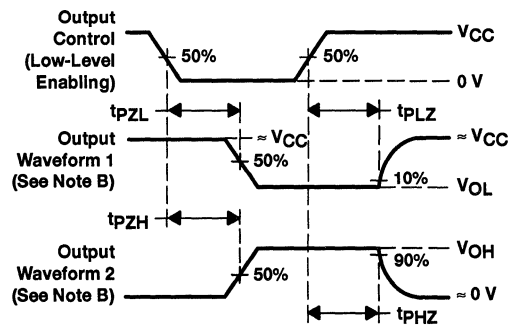 Output
Control
(Low-Level
Enabling)
50%
50%
VCC
0 V
tPZL
tPLZ
Output
Waveform 1
(See Note B)
≈ VCC
50%
≈ VCC
10%
VOL
tPZH
Output
Waveform 2
(See Note B)
50%
VOH
90%
≈ 0 V
tPHZ